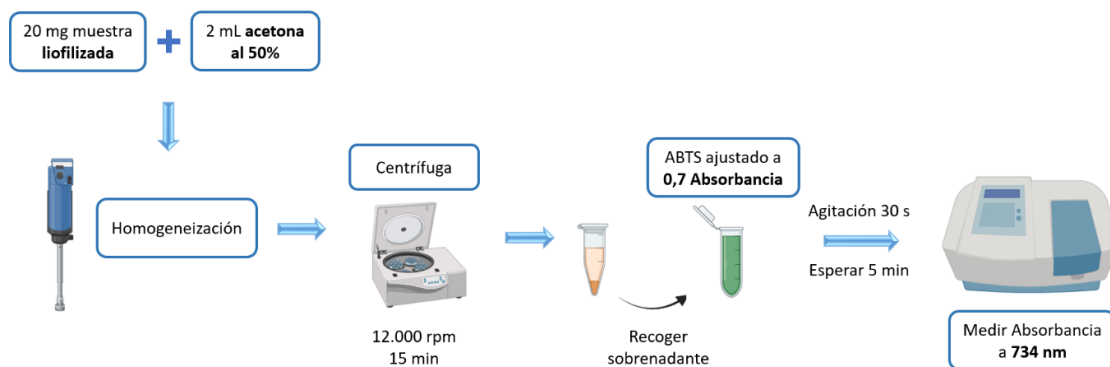 20 mg muestra
liofilizada
2 mL acetona
al 50%
Homogeneización
Centrífuga
12.000 rpm
15 min
Recoger
sobrenadante
ABTS ajustado a
0,7 Absorbancia
Agitación 30 s
Esperar 5 min
Medir Absorbancia
a 734 nm